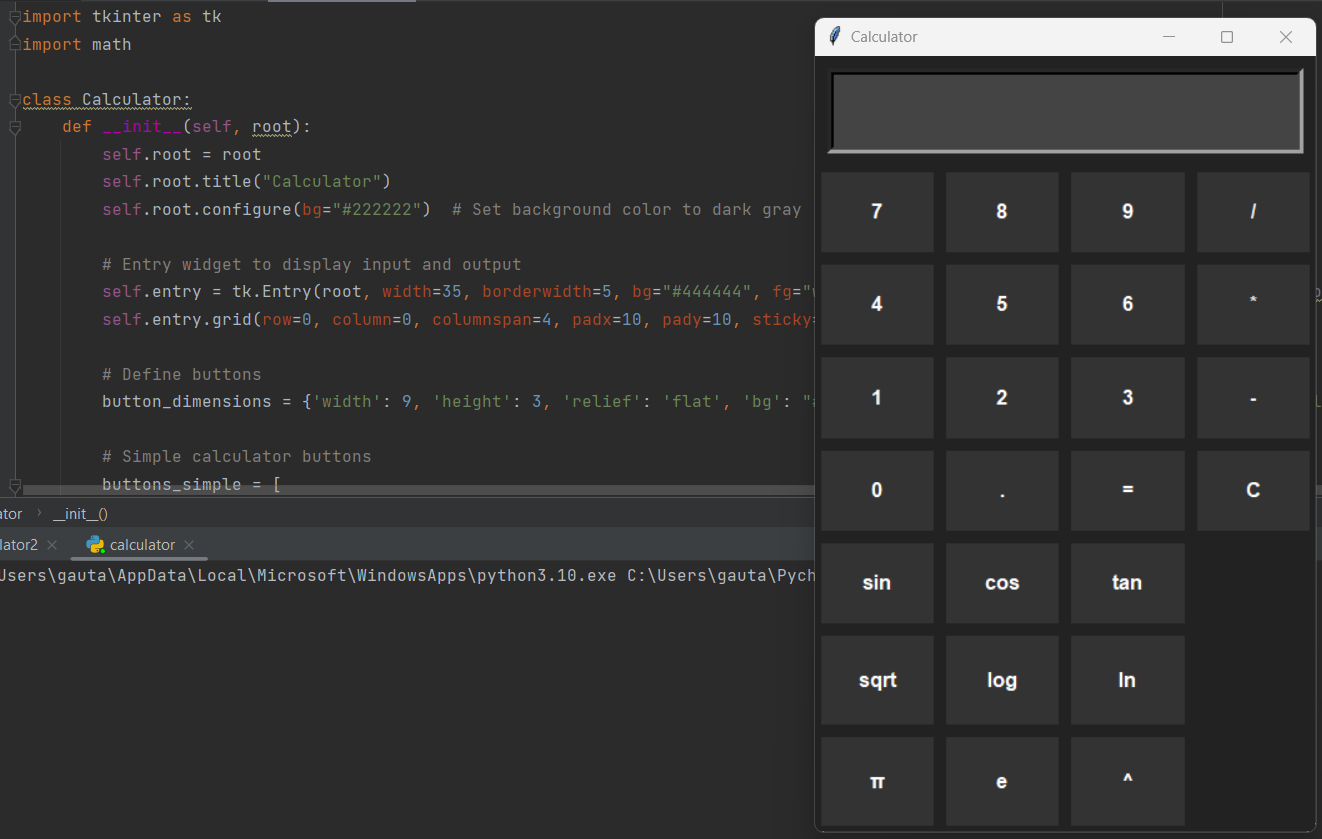 import tkinter as tk
import math
class Calculator:
def __init__(self, root):
self.root = root
self.root.title("Calculator")
self.root.configure(bg="#222222")  # Set background color to dark gray
# Entry widget to display input and output
self.entry = tk.Entry(root, width=35, borderwidth=5, bg="#444444", fg="
self.entry.grid(row=0, column=0, columnspan=4, padx=10, pady=10, sticky=
# Define buttons
button_dimensions = {'width': 9, 'height': 3, 'relief': 'flat', 'bg': "#
# Simple calculator buttons
buttons_simple = [
ator › __init__()
lator2 calculator
Users\gauta\AppData\Local\Microsoft\WindowsApps\python3.10.exe C:\Users\gauta\Pych
Calculator
7 8 9 /
4 5 6 *
1 2 3 -
0 . = C
sin cos tan
sqrt log ln
π e ^